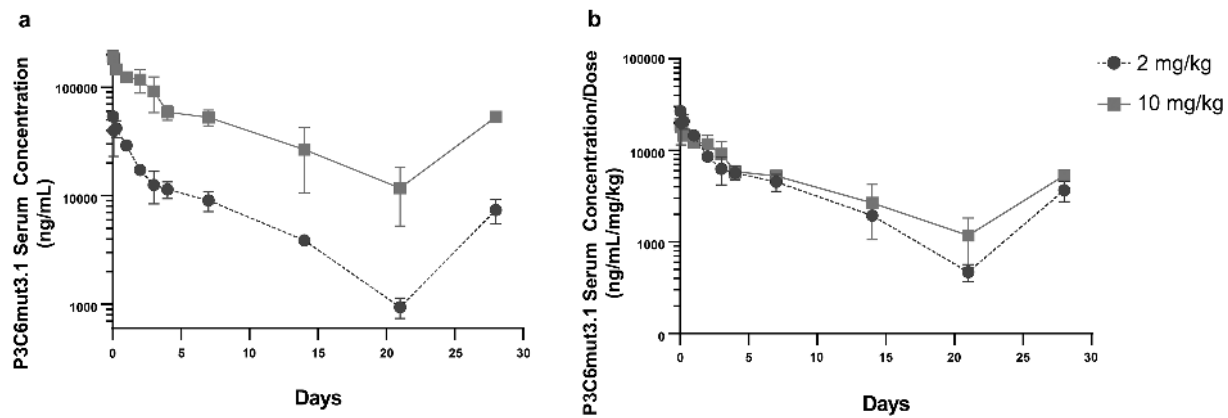 a
P3C6mut3.1 Serum Concentration
(ng/mL)
100000
10000
1000
0
5
10
15
20
25
30
Days
b
P3C6mut3.1 Serum Concentration/Dose
(ng/mL/mg/kg)
100000
10000
1000
0
0
5
10
15
20
25
30
Days
2 mg/kg
10 mg/kg